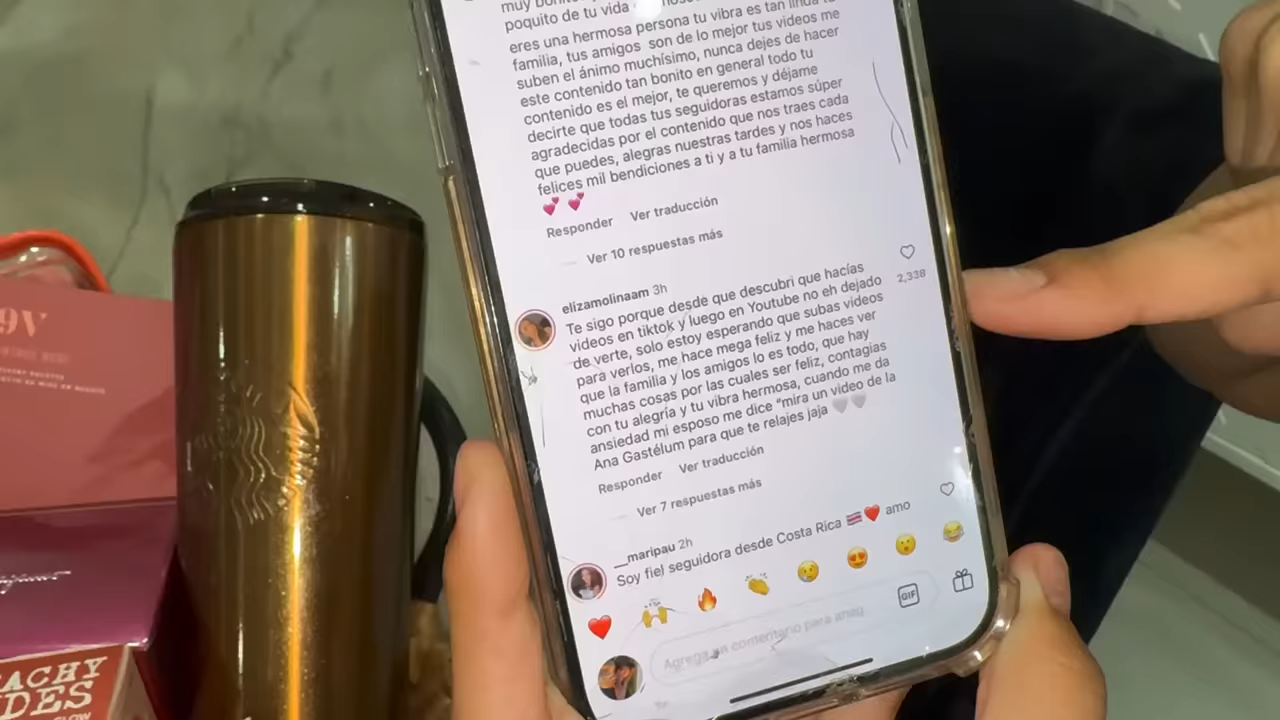 poquito de tu vida
eres una hermosa persona tu vibra es tan linda tu
familia, tus amigos son de lo mejor tus videos me
suben el ánimo muchísimo, nunca dejes de hacer
este contenido tan bonito en general todo tu
contenido es el mejor, te queremos y déjame
decirte que todas tus seguidoras estamos súper
agradecidas por el contenido que nos traes cada
que puedes, alegras nuestras tardes y nos haces
felices mil bendiciones a ti y a tu familia hermosa
💕 💕
Responder Ver traducción
Ver 10 respuestas más
elizamolinaam 3h
Te sigo porque desde que descubri que hacías
videos en tiktok y luego en Youtube no eh dejado
de verte, solo estoy esperando que subas videos
para verlos, me hace mega feliz y me haces ver
que la familia y los amigos lo es todo, que hay
muchas cosas por las cuales ser feliz, contagias
con tu alegría y tu vibra hermosa, cuando me da
ansiedad mi esposo me dice “mira un video de la
Ana Gastélum para que te relajes jaja 🤍🤍
2,338
Responder Ver traducción
Ver 7 respuestas más
__maripau 2h
Soy fiel seguidora desde Costa Rica 🇨🇷❤️ amo
❤️ 🙌 🔥 👏 😢 😍 😮 😂
Agrega un comentario para
GIF
9V
ACHY
DES